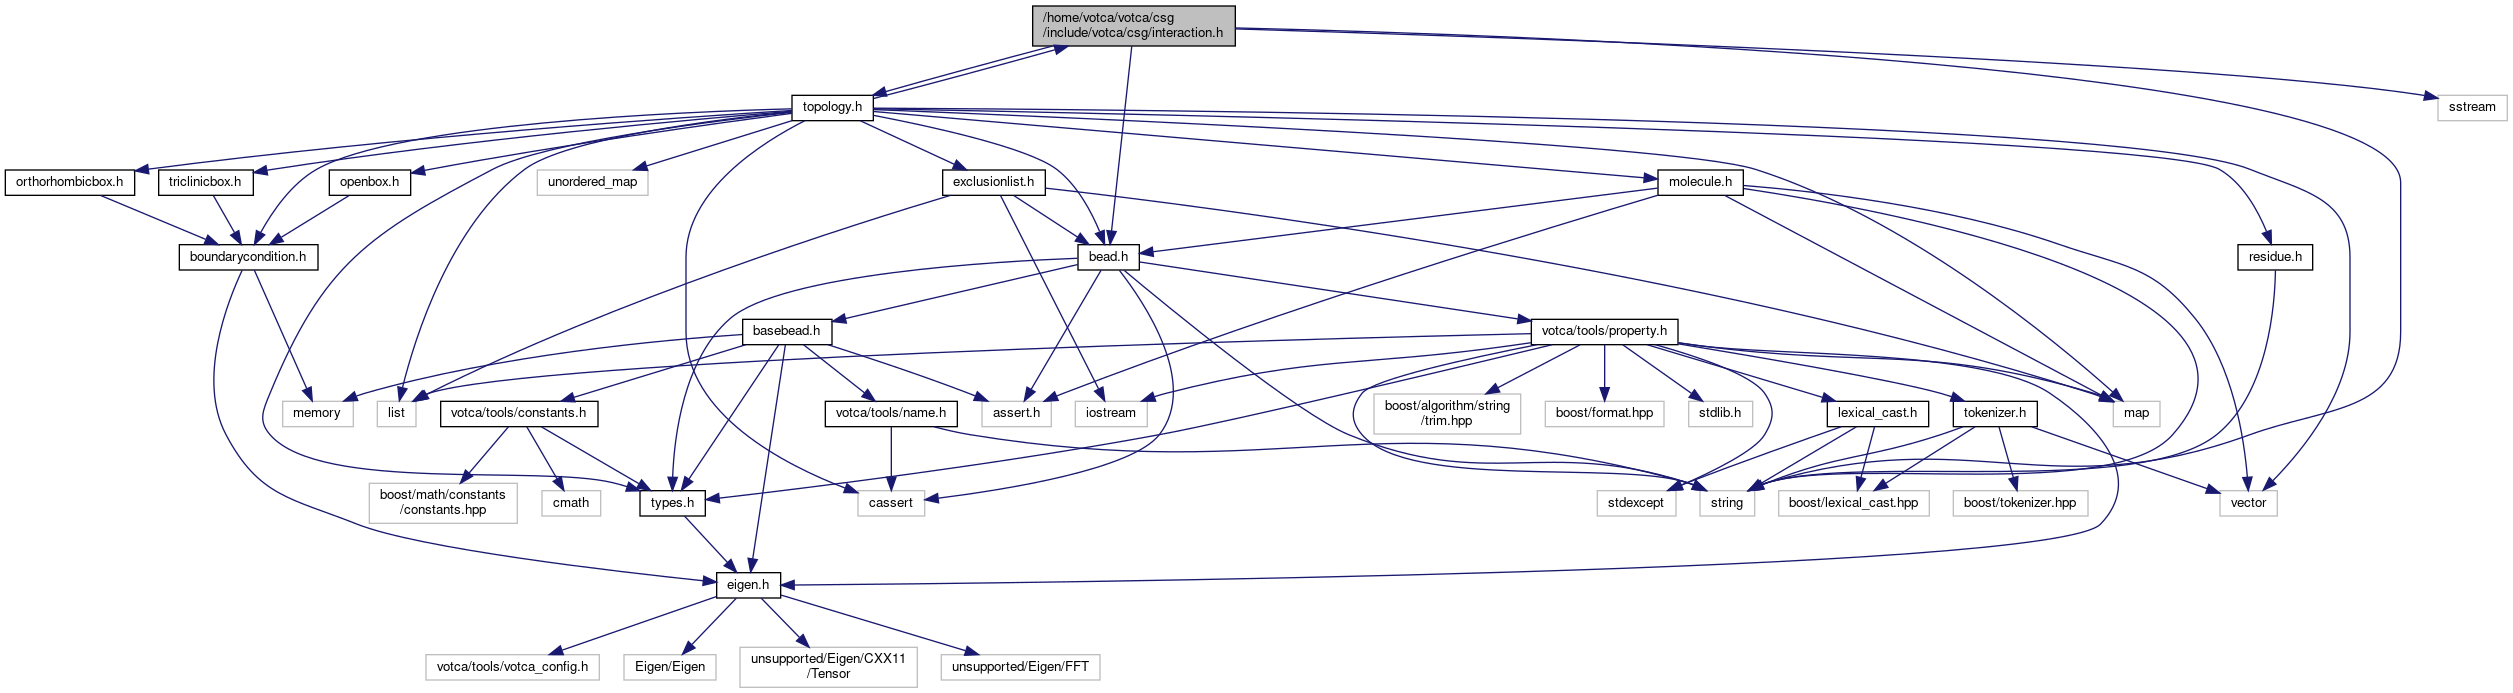 /home/votca/votca/csg
/include/votca/csg/interaction.h
topology.h
sstream
orthorhombicbox.h
triclinicbox.h
openbox.h
unordered_map
exclusionlist.h
molecule.h
boundarycondition.h
bead.h
residue.h
basebead.h
votca/tools/property.h
memory
list
votca/tools/constants.h
votca/tools/name.h
assert.h
iostream
boost/algorithm/string
/trim.hpp
boost/format.hpp
stdlib.h
lexical_cast.h
tokenizer.h
map
boost/math/constants
/constants.hpp
cmath
types.h
cassert
stdexcept
string
boost/lexical_cast.hpp
boost/tokenizer.hpp
vector
eigen.h
votca/tools/votca_config.h
Eigen/Eigen
unsupported/Eigen/CXX11
/Tensor
unsupported/Eigen/FFT